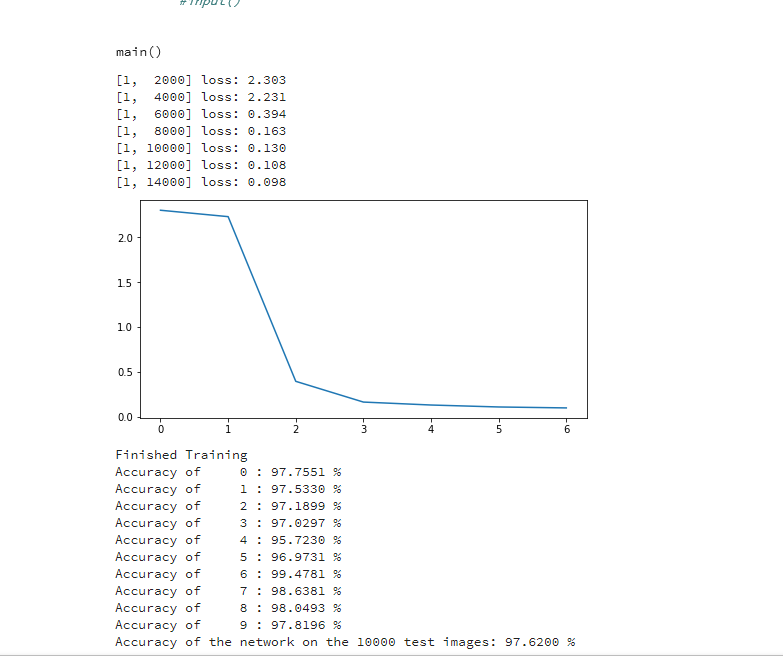 #input()
main()
[1,  2000] loss: 2.303
[1,  4000] loss: 2.231
[1,  6000] loss: 0.394
[1,  8000] loss: 0.163
[1, 10000] loss: 0.130
[1, 12000] loss: 0.108
[1, 14000] loss: 0.098
2.0
1.5
1.0
0.5
0.0
0 1 2 3 4 5 6
Finished Training
Accuracy of     0 : 97.7551 %
Accuracy of     1 : 97.5330 %
Accuracy of     2 : 97.1899 %
Accuracy of     3 : 97.0297 %
Accuracy of     4 : 95.7230 %
Accuracy of     5 : 96.9731 %
Accuracy of     6 : 99.4781 %
Accuracy of     7 : 98.6381 %
Accuracy of     8 : 98.0493 %
Accuracy of     9 : 97.8196 %
Accuracy of the network on the 10000 test images: 97.6200 %